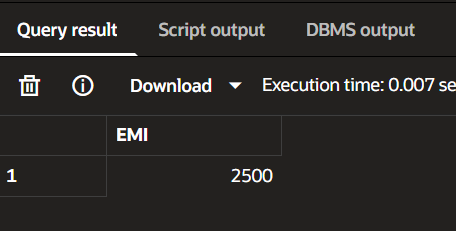 Query result Script output DBMS output
Download Execution time: 0.007 se
EMI
1 2500